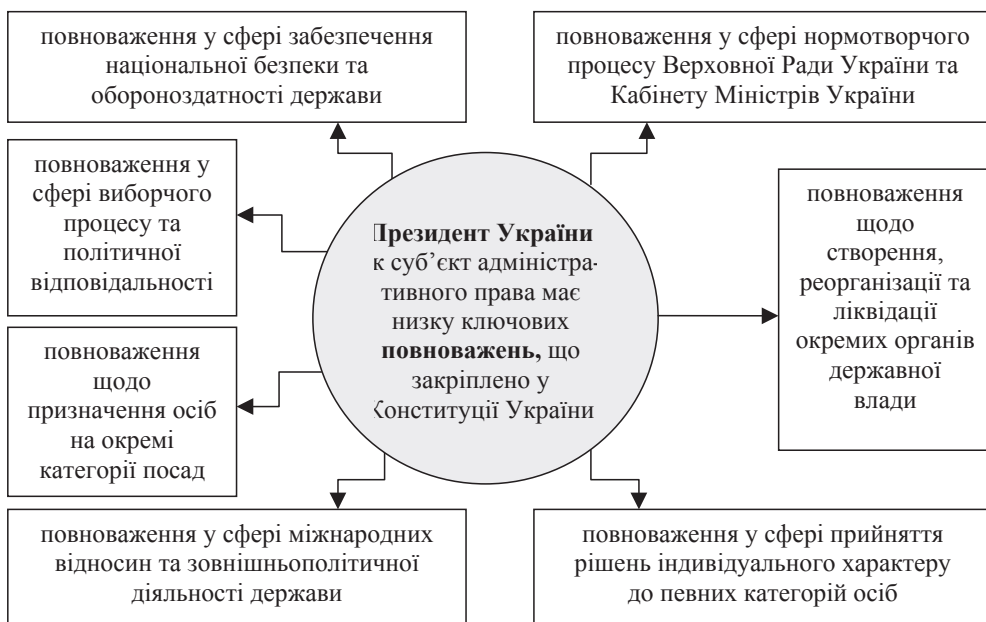 повноваження у сфері забезпечення
національної безпеки та
обороноздатності держави
повноваження у сфері нормотворчого
процесу Верховної Ради України та
Кабінету Міністрів України
повноваження у
сфері виборчого
процесу та
політичної
відповідальності
Президент України
к суб’єкт адміністра-
тивного права має
низку ключових
повноважень, що
закріплено у
Конституції України
повноваження
щодо
створення,
реорганізації та
ліквідації
окремих органів
державної
влади
повноваження
щодо
призначення осіб
на окремі
категорії посад
повноваження у сфері міжнародних
відносин та зовнішньополітичної
діяльності держави
повноваження у сфері прийняття
рішень індивідуального характеру
до певних категорій осіб